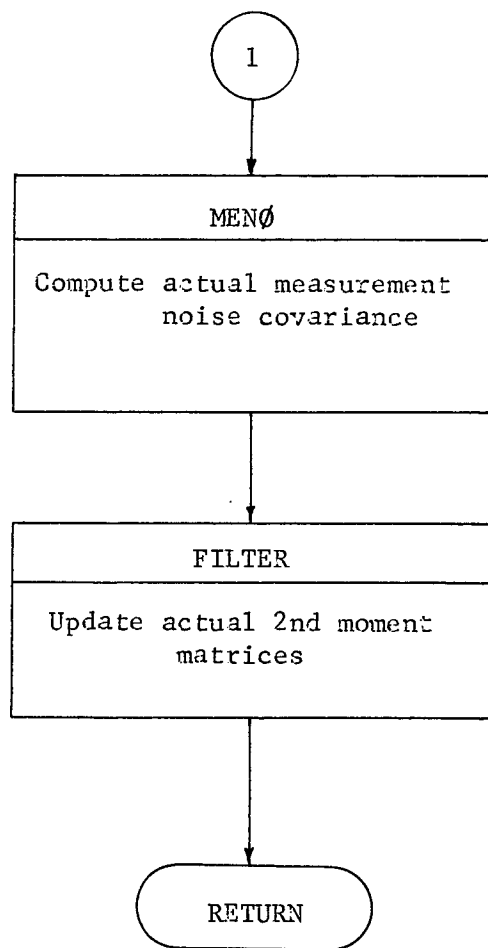 1
MENØ
Compute actual measurement
noise covariance
FILTER
Update actual 2nd moment
matrices
RETURN